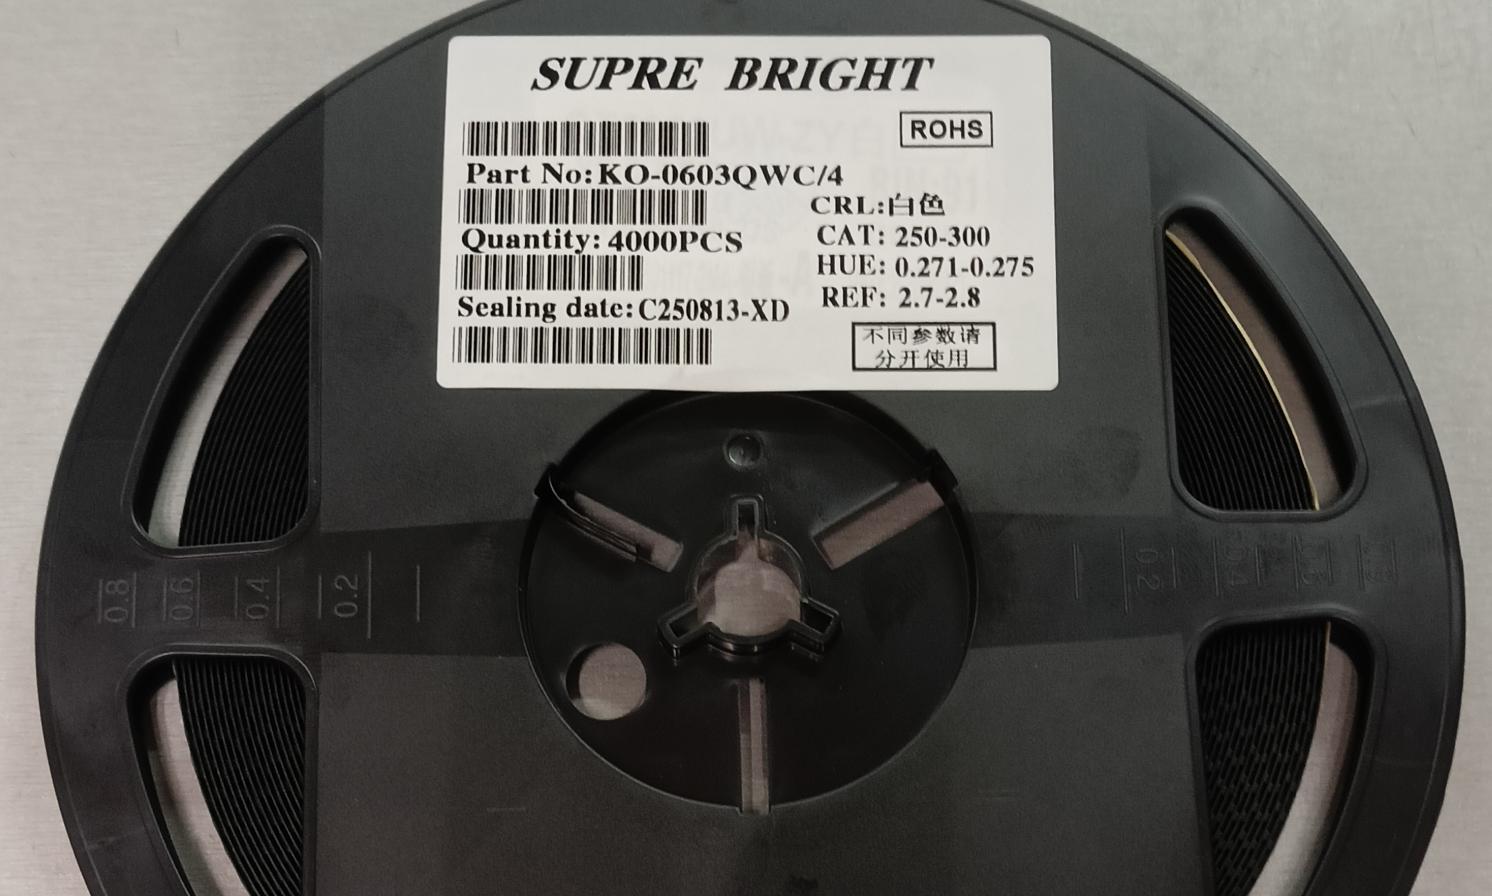 SUPRE BRIGHT
ROHS
Part No:KO-0603QWC/4
CRL:白色
Quantity:4000PCS
CAT: 250-300
HUE: 0.271-0.275
Sealing date:C250813-XD
REF: 2.7-2.8
不同参数请
分开使用
0.8 0.6 0.4 0.2
0.2 0.4